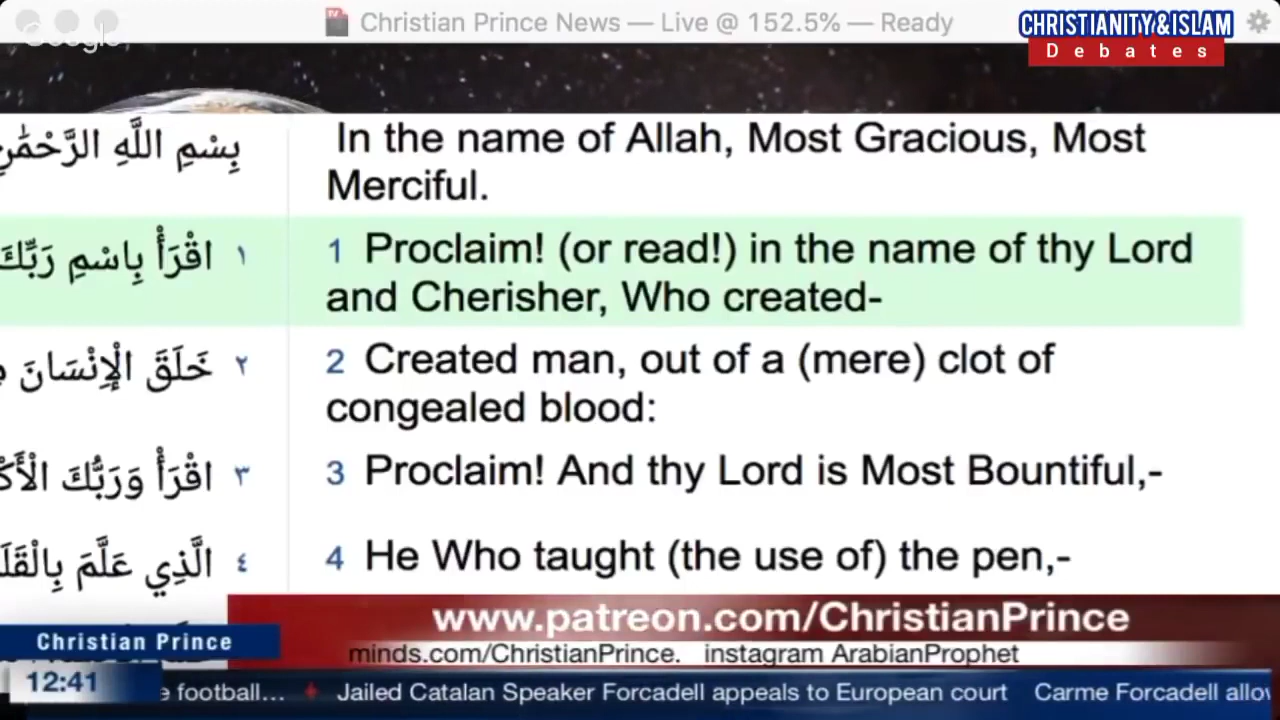 Christian Prince News — Live @ 152.5% — Ready
CHRISTIANITY & ISLAM
Debates
Google
بِسْمِ اللَّهِ الرَّحْمَٰنِ
In the name of Allah, Most Gracious, Most
Merciful.
١ اقْرَأْ بِاسْمِ رَبِّكَ
1 Proclaim! (or read!) in the name of thy Lord
and Cherisher, Who created-
٢ خَلَقَ الْإِنْسَانَ
2 Created man, out of a (mere) clot of
congealed blood:
٣ اقْرَأْ وَرَبُّكَ
3 Proclaim! And thy Lord is Most Bountiful,-
٤ الَّذِي عَلَّمَ
4 He Who taught (the use of) the pen,-
www.patreon.com/ChristianPrince
Christian Prince
minds.com/ChristianPrince. instagram ArabianProphet
12:41
football... Jailed Catalan Speaker Forcadell appeals to European court Carme Forcadell